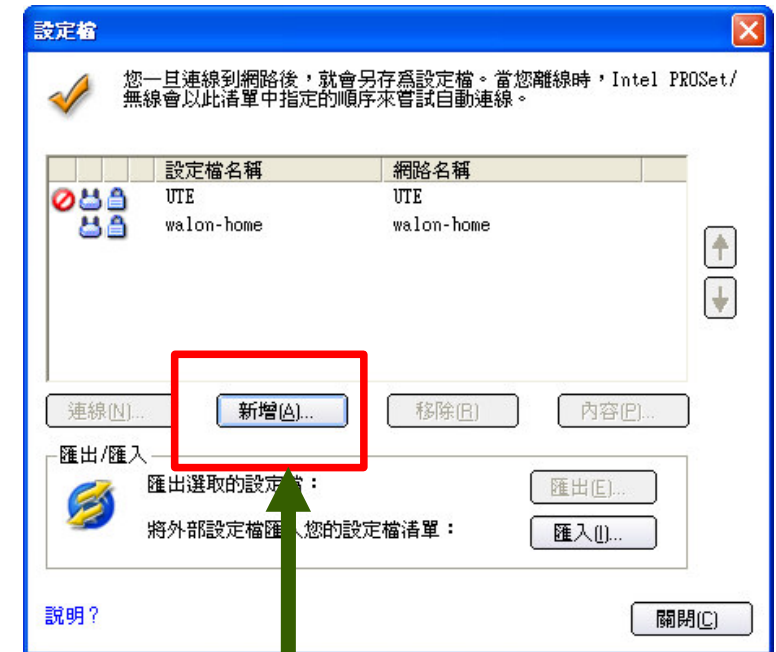 設定檔
您一旦連線到網路後,就會另存為設定檔。當您離線時,Intel PROSet/
無線會以此清單中指定的順序來嘗試自動連線。
設定檔名稱 網路名稱
UTE UTE
walon-home walon-home
連線(N)... 新增(A)... 移除(R) 內容(P)...
匯出/匯入
匯出選取的設定檔: 匯出(E)...
將外部設定檔匯入您的設定檔清單: 匯入(I)...
說明? 關閉(C)